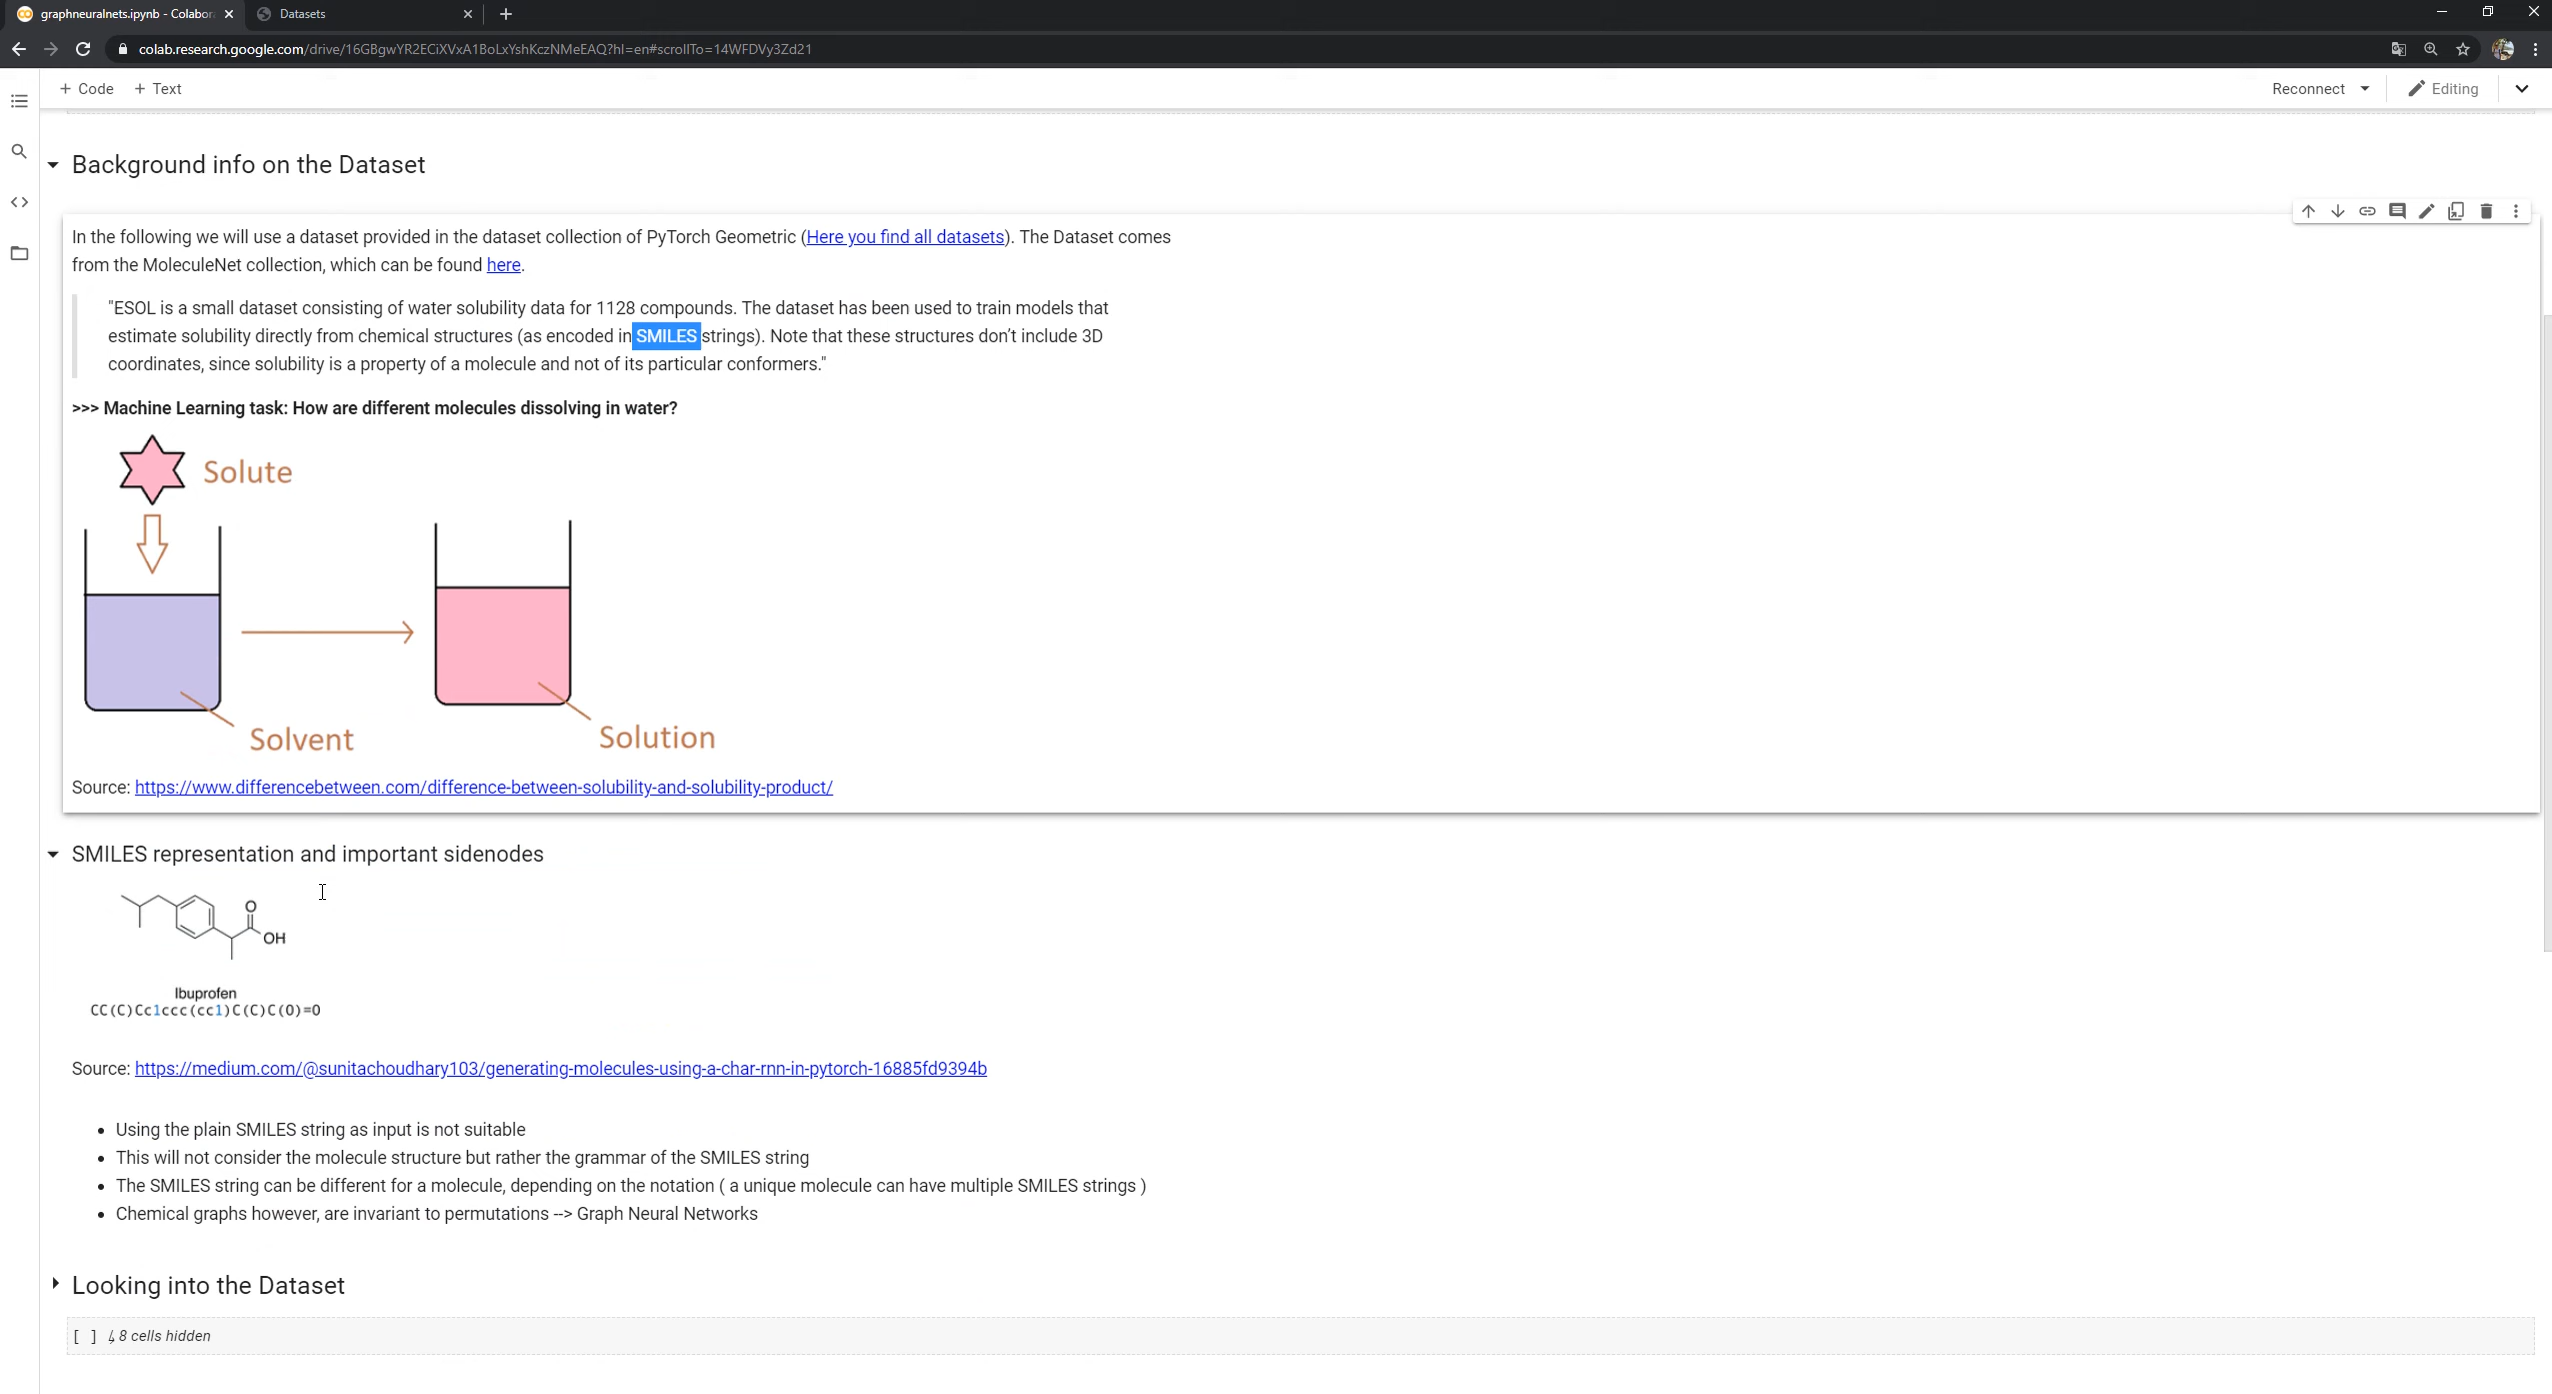 graphneuralnets.ipynb - Colabor
Datasets
colab.research.google.com/drive/16GBgwYR2ECiXVxA1BoLxYshKczNMeEAQ?hl=en#scrollTo=14WFDVy3Zd21
+ Code + Text
Reconnect
Editing
Background info on the Dataset
In the following we will use a dataset provided in the dataset collection of PyTorch Geometric (Here you find all datasets). The Dataset comes
from the MoleculeNet collection, which can be found here.
"ESOL is a small dataset consisting of water solubility data for 1128 compounds. The dataset has been used to train models that
estimate solubility directly from chemical structures (as encoded in SMILES strings). Note that these structures don’t include 3D
coordinates, since solubility is a property of a molecule and not of its particular conformers."
>>> Machine Learning task: How are different molecules dissolving in water?
Solute
Solvent
Solution
Source: https://www.differencebetween.com/difference-between-solubility-and-solubility-product/
SMILES representation and important sidenodes
O
OH
Ibuprofen
CC(C)Cc1ccc(cc1)C(C)C(O)=O
Source: https://medium.com/@sunitachoudhary103/generating-molecules-using-a-char-rnn-in-pytorch-16885fd9394b
• Using the plain SMILES string as input is not suitable
• This will not consider the molecule structure but rather the grammar of the SMILES string
• The SMILES string can be different for a molecule, depending on the notation ( a unique molecule can have multiple SMILES strings )
• Chemical graphs however, are invariant to permutations --> Graph Neural Networks
Looking into the Dataset
[ ] ↳ 8 cells hidden